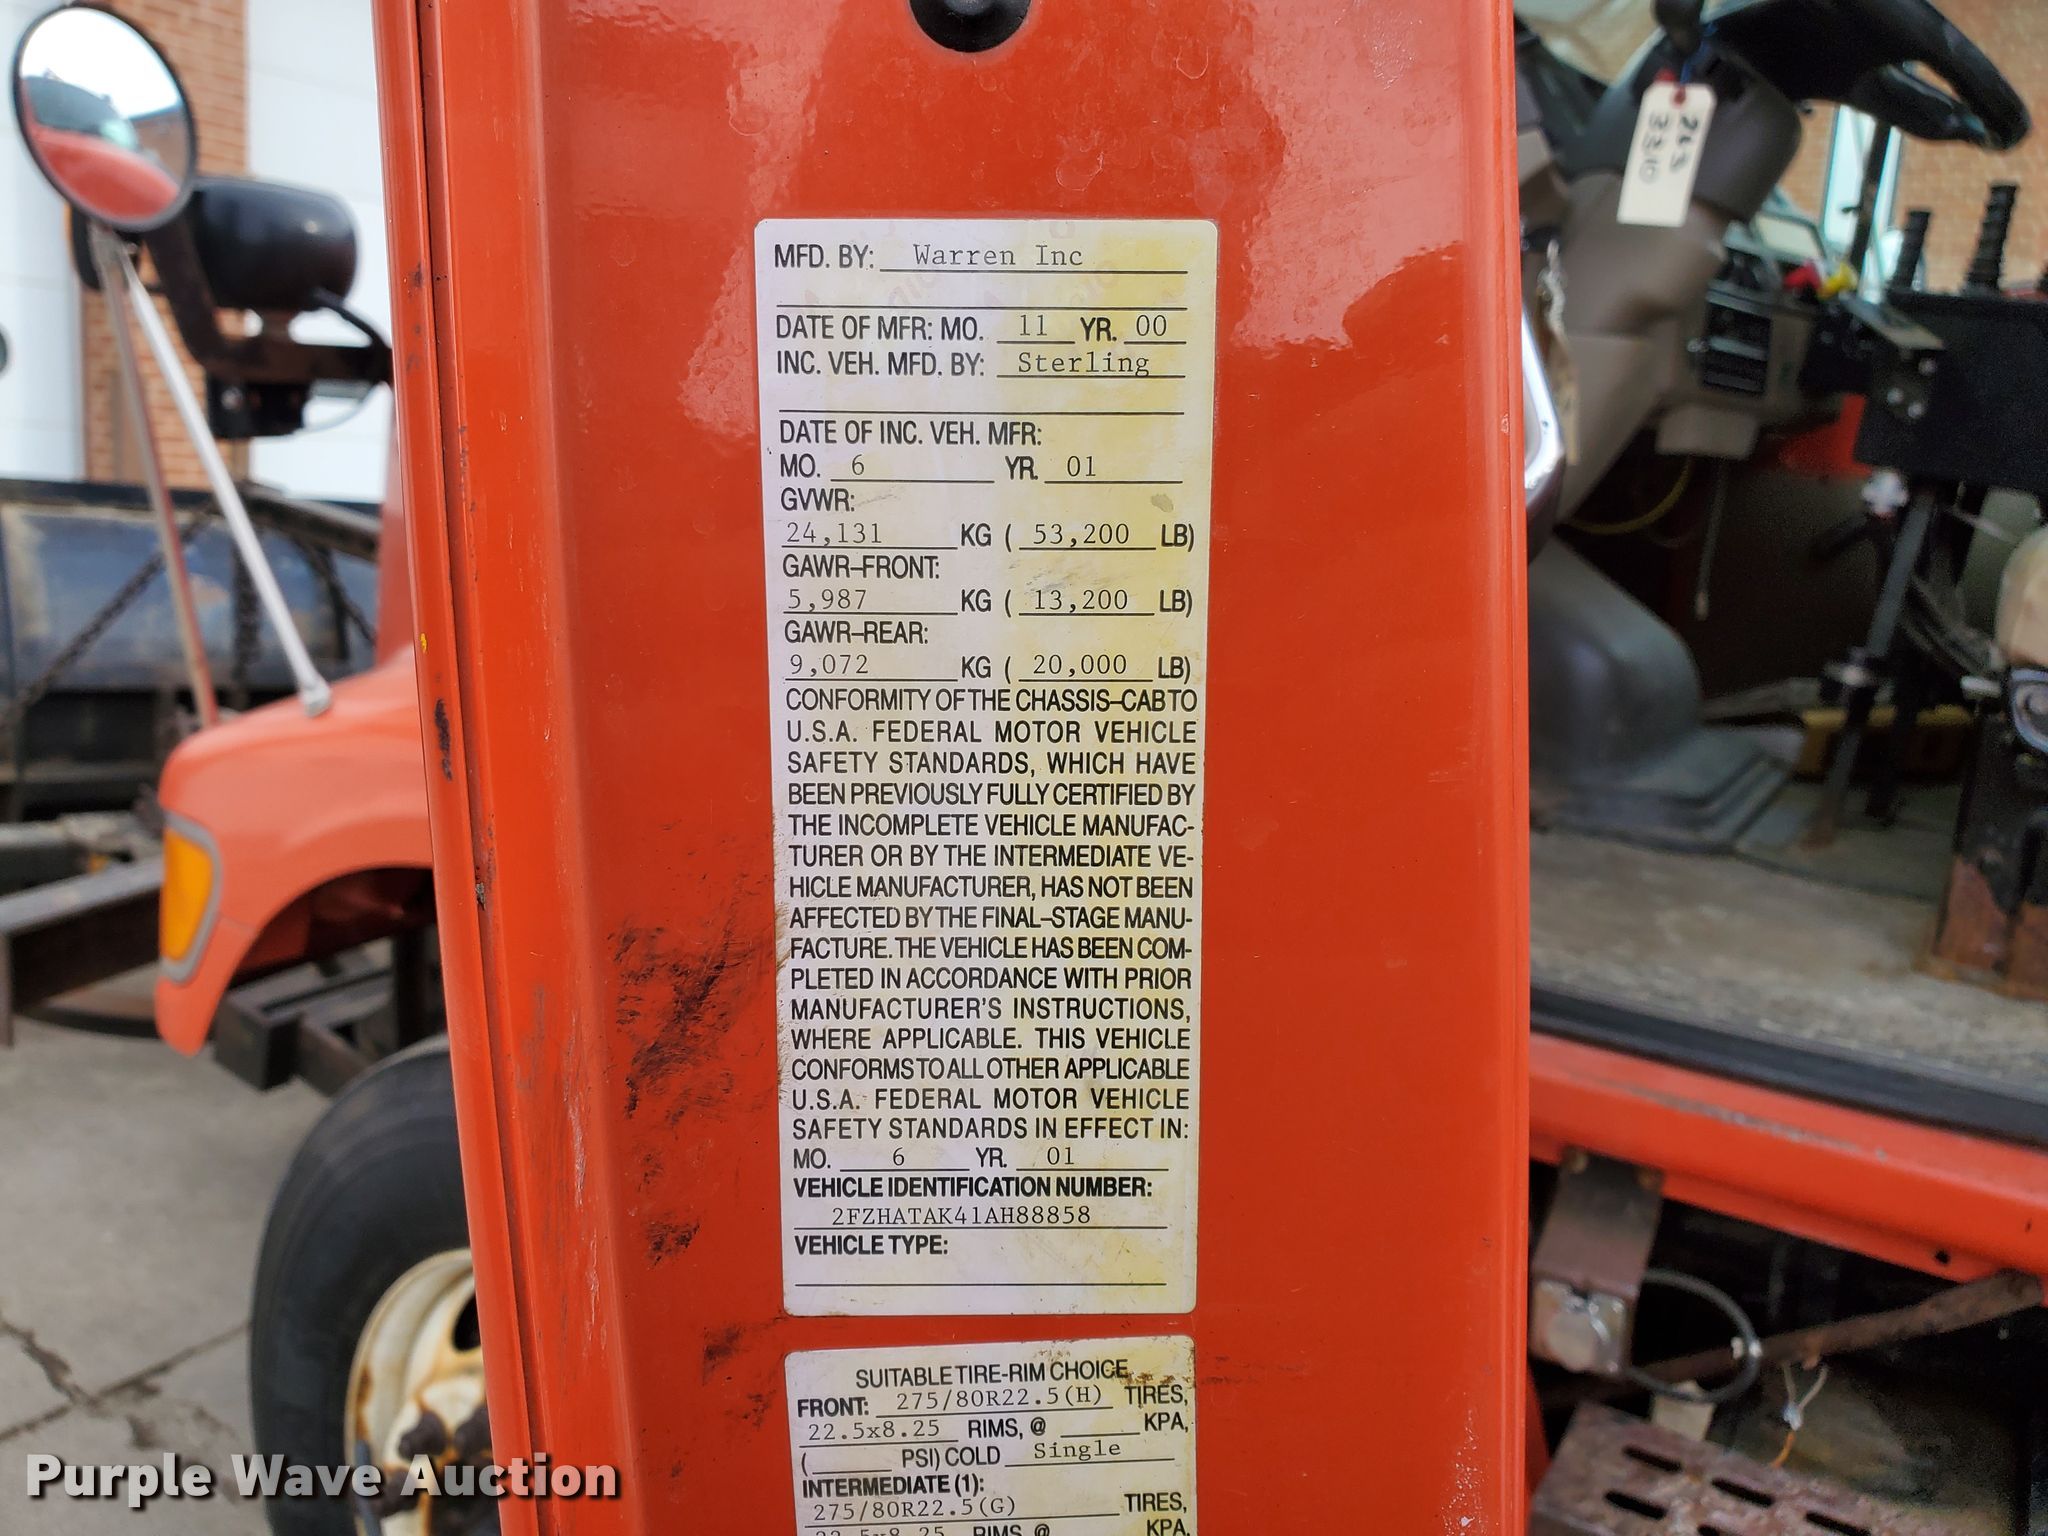 263
3310
MFD. BY: Warren Inc
DATE OF MFR: MO. 11 YR. 00
INC. VEH. MFD. BY: Sterling
DATE OF INC. VEH. MFR:
MO. 6 YR. 01
GVWR:
24,131 KG ( 53,200 LB)
GAWR-FRONT:
5,987 KG ( 13,200 LB)
GAWR-REAR:
9,072 KG ( 20,000 LB)
CONFORMITY OF THE CHASSIS-CAB TO
U.S.A. FEDERAL MOTOR VEHICLE
SAFETY STANDARDS, WHICH HAVE
BEEN PREVIOUSLY FULLY CERTIFIED BY
THE INCOMPLETE VEHICLE MANUFAC-
TURER OR BY THE INTERMEDIATE VE-
HICLE MANUFACTURER, HAS NOT BEEN
AFFECTED BY THE FINAL-STAGE MANU-
FACTURE. THE VEHICLE HAS BEEN COM-
PLETED IN ACCORDANCE WITH PRIOR
MANUFACTURER'S INSTRUCTIONS,
WHERE APPLICABLE. THIS VEHICLE
CONFORMS TO ALL OTHER APPLICABLE
U.S.A. FEDERAL MOTOR VEHICLE
SAFETY STANDARDS IN EFFECT IN:
MO. 6 YR. 01
VEHICLE IDENTIFICATION NUMBER:
2FZHATAK41AH88858
VEHICLE TYPE:
SUITABLE TIRE-RIM CHOICE
FRONT: 275/80R22.5(H) TIRES,
22.5x8.25 RIMS, @ KPA,
( PSI) COLD Single
INTERMEDIATE (1):
275/80R22.5(G) TIRES,
22.5x8.25 RIMS, @ KPA,
Purple Wave Auction